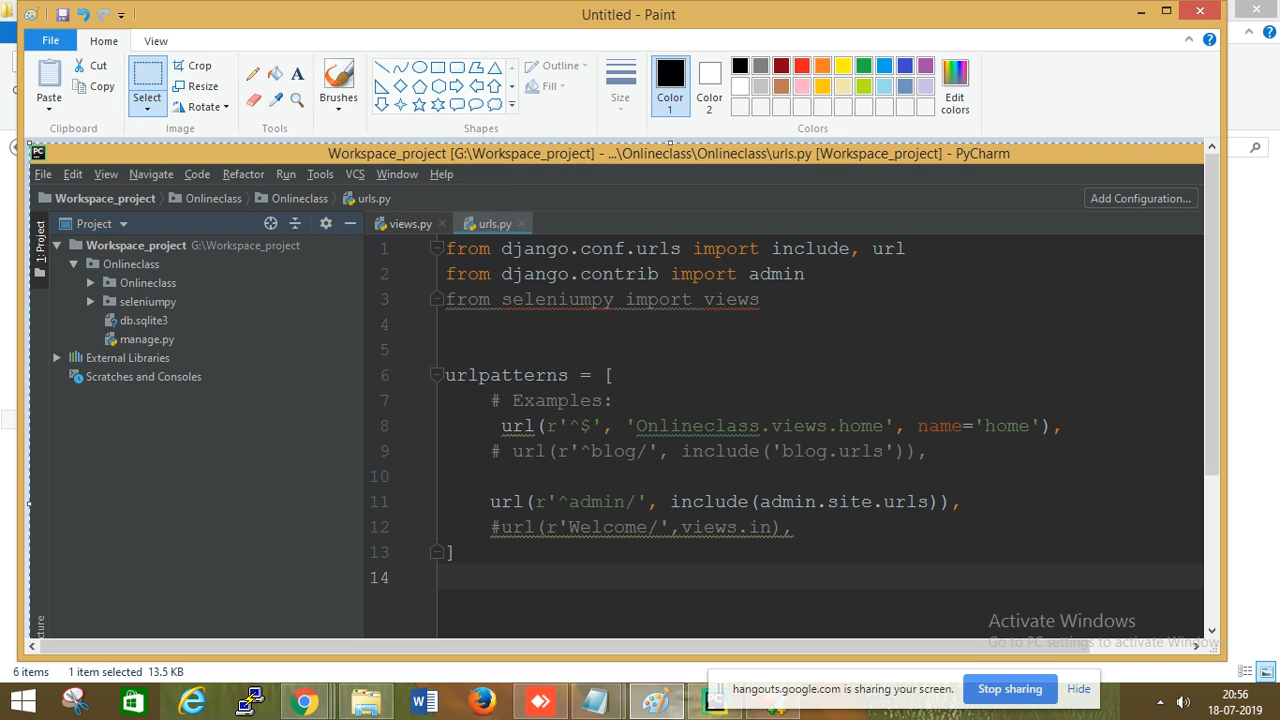 Untitled - Paint
File Home View
Paste Cut Copy
Clipboard
Select Crop Resize Rotate
Image
Tools
Brushes
Outline Fill
Shapes
Size
Color 1 Color 2
Edit colors
Colors
Workspace_project [G:\Workspace_project] - ...\Onlineclass\Onlineclass\urls.py [Workspace_project] - PyCharm
File Edit View Navigate Code Refactor Run Tools VCS Window Help
Workspace_project Onlineclass Onlineclass urls.py Add Configuration...
1: Project
Project
views.py urls.py
Workspace_project G:\Workspace_project
Onlineclass
Onlineclass
seleniumpy
db.sqlite3
manage.py
External Libraries
Scratches and Consoles
1 from django.conf.urls import include, url
2 from django.contrib import admin
3 from seleniumpy import views
4
5
6 urlpatterns = [
7 # Examples:
8 url(r'^$', 'Onlineclass.views.home', name='home'),
9 # url(r'^blog/', include('blog.urls')),
10
11 url(r'^admin/', include(admin.site.urls)),
12 #url(r'Welcome/',views.in),
13 ]
14
Activate Windows
Go to PC settings to activate Windows
6 items 1 item selected 13.5 KB
hangouts.google.com is sharing your screen. Stop sharing Hide
20:56
18-07-2019